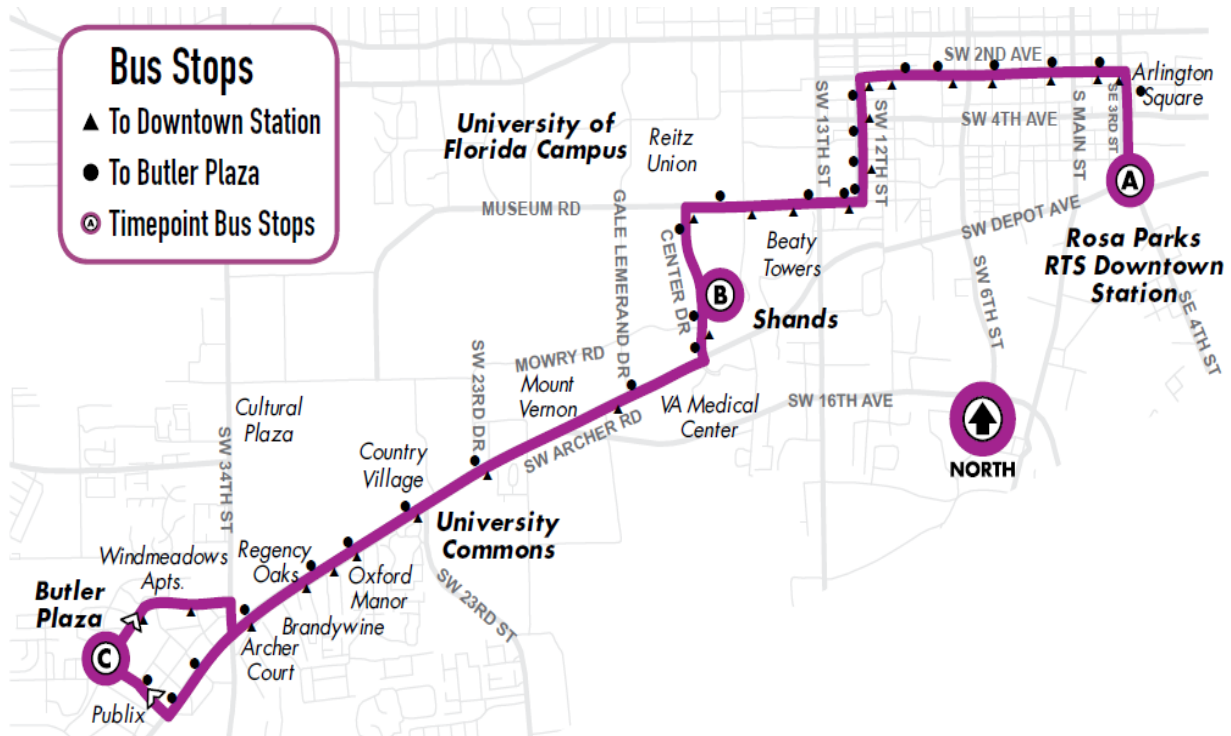 Bus Stops
To Downtown Station
To Butler Plaza
A
Timepoint Bus Stops
SW 2ND AVE
Arlington
Square
SW 4TH AVE
S MAIN ST
SE 3RD ST
SW 13TH ST
SW 12TH ST
University of
Florida Campus
Reitz
Union
A
MUSEUM RD
GALE LEMERAND DR
CENTER DR
Beaty
Towers
SW DEPOT AVE
Rosa Parks
RTS Downtown
Station
B
Shands
SW 6TH ST
SE 4TH ST
MOWRY RD
Mount
Vernon
SW 23RD DR
SW ARCHER RD
VA Medical
Center
SW 16TH AVE
NORTH
Cultural
Plaza
SW 34TH ST
Country
Village
University
Commons
Windmeadows
Apts.
Regency
Oaks
Oxford
Manor
SW 23RD ST
Butler
Plaza
Brandywine
C
Archer
Court
Publix